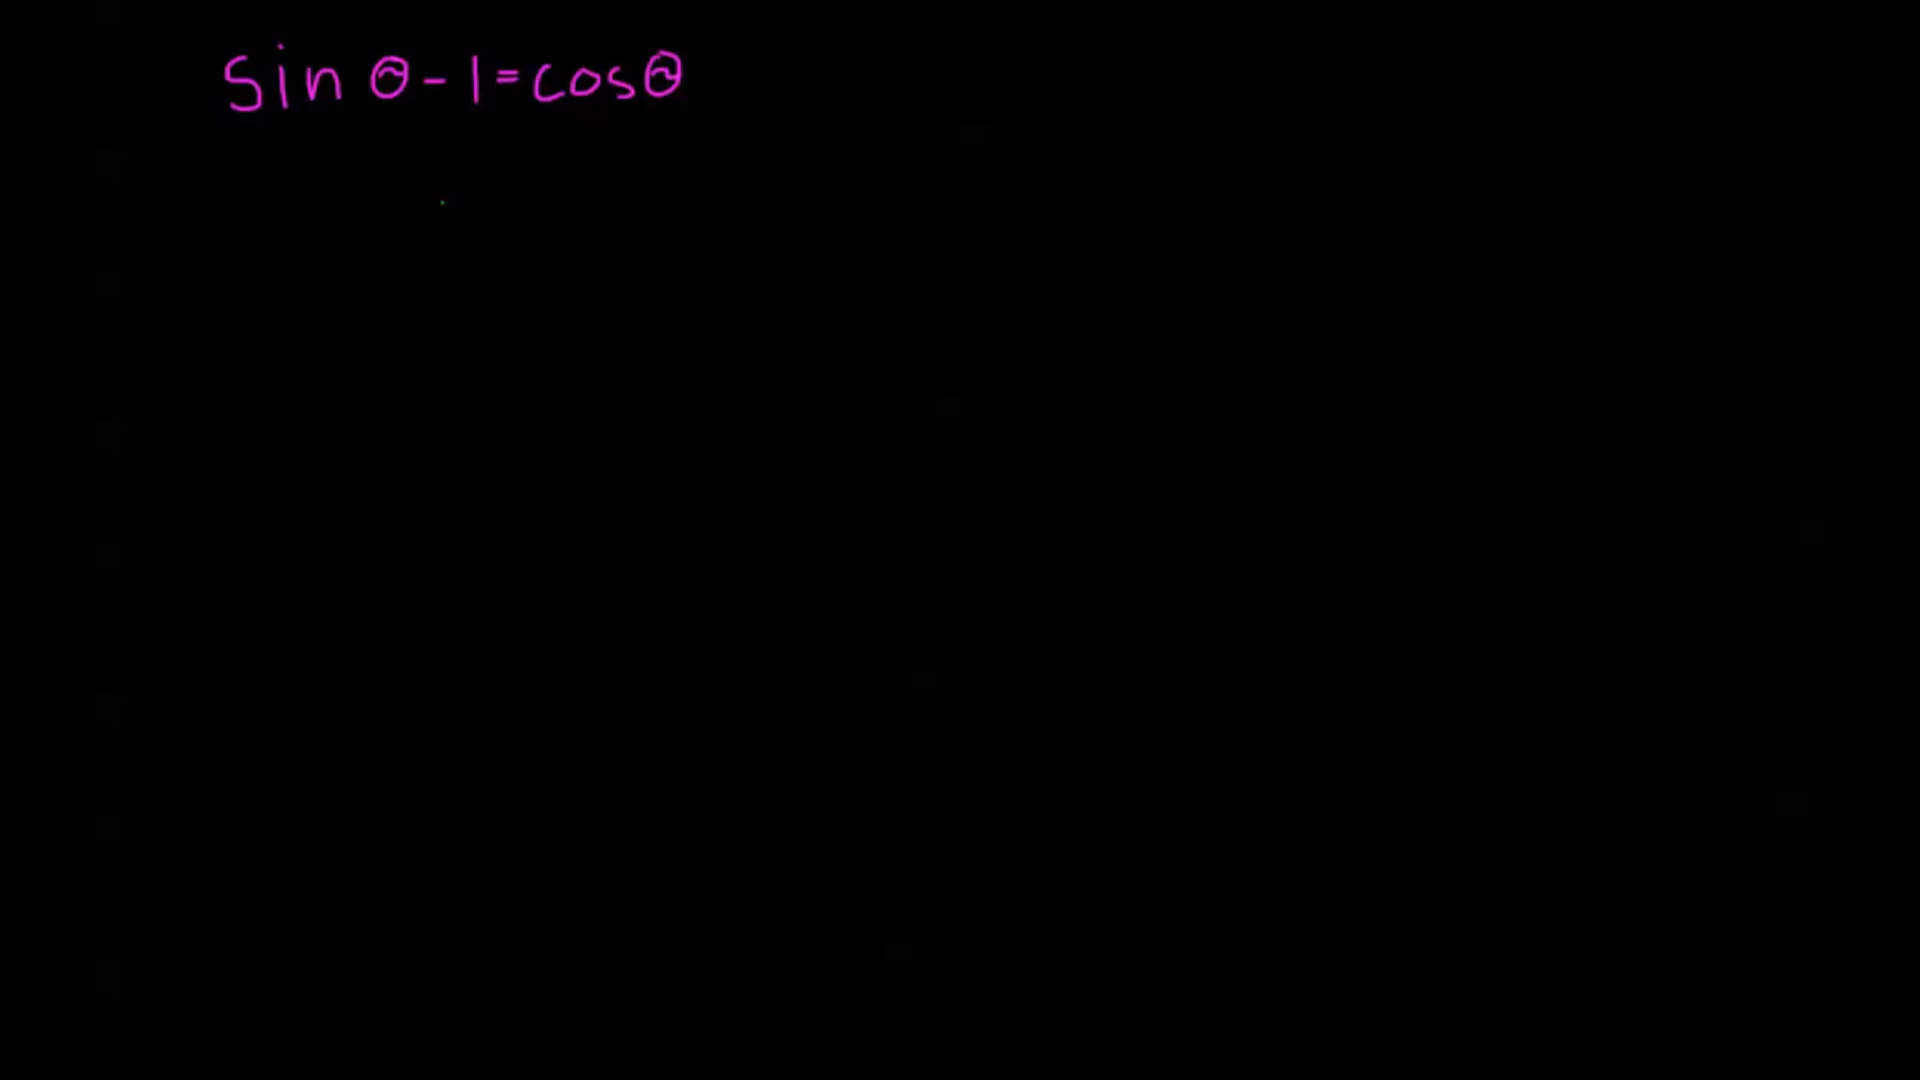 Sin θ - 1 = cos θ